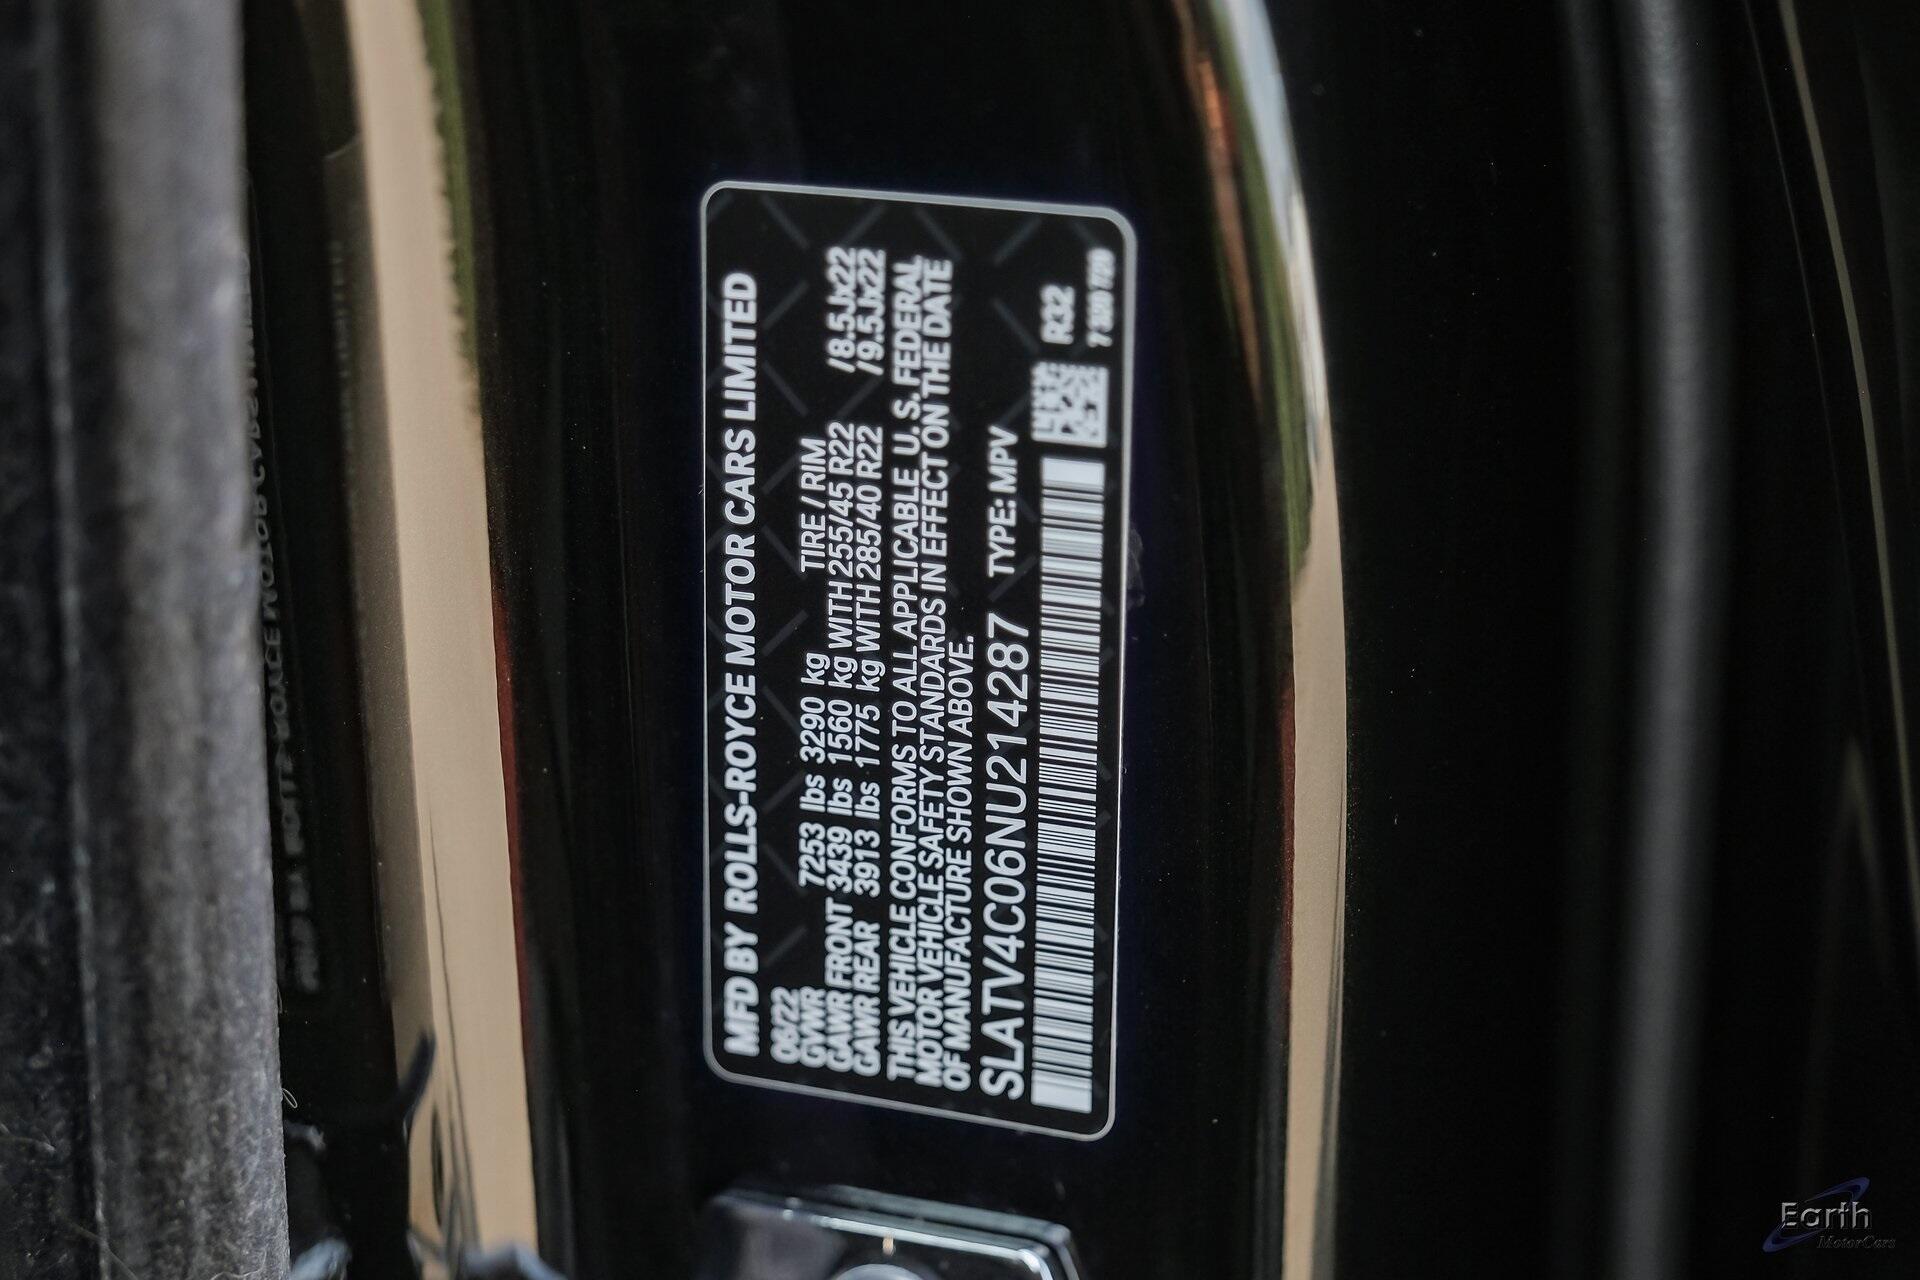 MFD BY ROLLS-ROYCE MOTOR CARS LIMITED
06/22
GVWR 7253 lbs 3290 kg TIRE / RIM
GAWR FRONT 3439 lbs 1560 kg WITH 255/45 R22 /8.5Jx22
GAWR REAR 3913 lbs 1775 kg WITH 285/40 R22 /9.5Jx22
THIS VEHICLE CONFORMS TO ALL APPLICABLE U. S. FEDERAL
MOTOR VEHICLE SAFETY STANDARDS IN EFFECT ON THE DATE
OF MANUFACTURE SHOWN ABOVE.
SLATV4C06NU214287 TYPE: MPV
R32
Earth
MotorCars